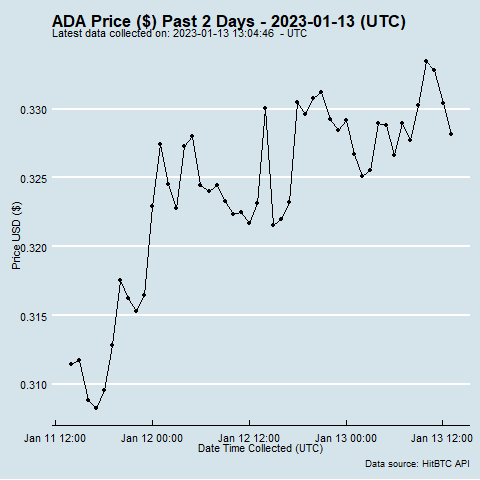 ADA Price ($) Past 2 Days - 2023-01-13 (UTC)
Latest data collected on: 2023-01-13 13:04:46  - UTC
0.330
0.325
0.320
0.315
0.310
Price USD ($)
Jan 11 12:00 Jan 12 00:00 Jan 12 12:00 Jan 13 00:00 Jan 13 12:00
Date Time Collected (UTC)
Data source: HitBTC API